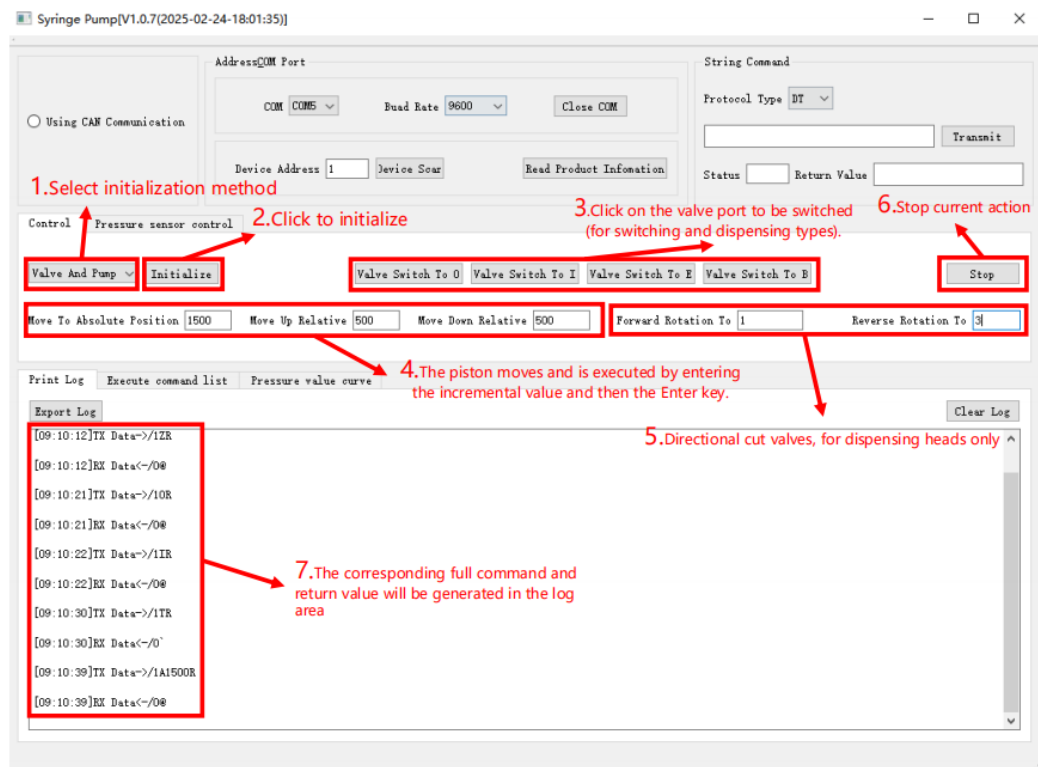 Syringe Pump[V1.0.7(2025-02-24-18:01:35)]
AddressCOM Port
String Command
Using CAN Communication
COM COM5 Buad Rate 9600 Close COM
Protocol Type DT
Transmit
Device Address 1 Device Scar Read Product Infomation
Status Return Value
1.Select initialization method
2.Click to initialize
3.Click on the valve port to be switched
(for switching and dispensing types).
6.Stop current action
Control Pressure sensor control
Valve And Pump Initialize Valve Switch To O Valve Switch To I Valve Switch To E Valve Switch To B Stop
Move To Absolute Position 1500 Move Up Relative 500 Move Down Relative 500 Forward Rotation To 1 Reverse Rotation To 3
4.The piston moves and is executed by entering
the incremental value and then the Enter key.
Print Log Execute command list Pressure value curve
Export Log Clear Log
5.Directional cut valves, for dispensing heads only
[09:10:12]TX Data->/1ZR
[09:10:12]RX Data<-/0@
[09:10:21]TX Data->/1OR
[09:10:21]RX Data<-/0@
[09:10:22]TX Data->/1IR
[09:10:22]RX Data<-/0@
[09:10:30]TX Data->/1TR
[09:10:30]RX Data<-/0`
[09:10:39]TX Data->/1A1500R
[09:10:39]RX Data<-/0@
7.The corresponding full command and
return value will be generated in the log
area